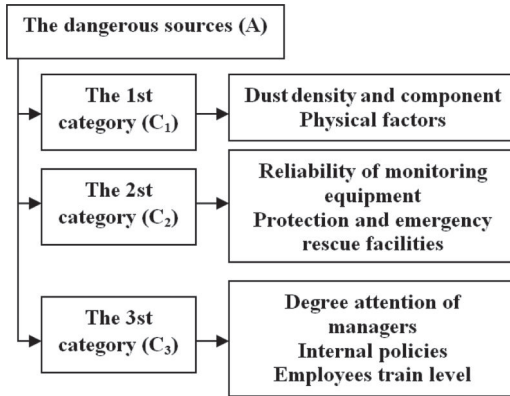 The dangerous sources (A)
The 1st
category (C₁)
Dust density and component
Physical factors
The 2st
category (C₂)
Reliability of monitoring
equipment
Protection and emergency
rescue facilities
The 3st
category (C₃)
Degree attention of
managers
Internal policies
Employees train level